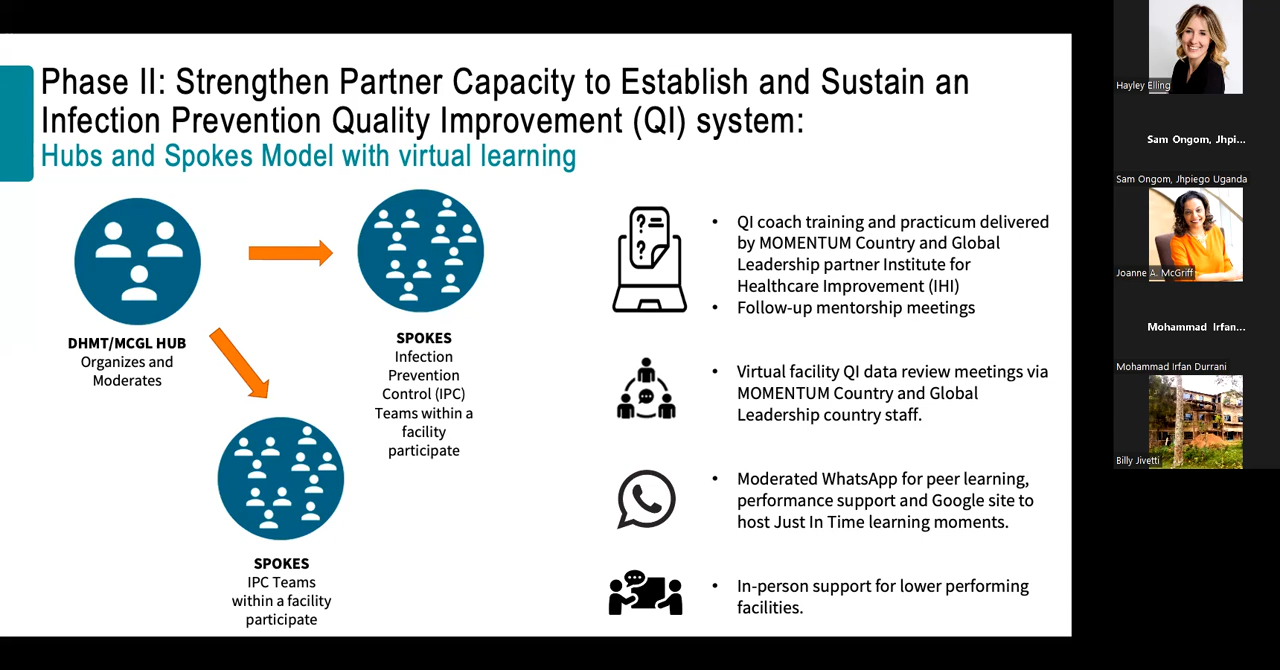 Phase II: Strengthen Partner Capacity to Establish and Sustain an
Infection Prevention Quality Improvement (QI) system:
Hubs and Spokes Model with virtual learning
DHMT/MCGL HUB
Organizes and
Moderates
SPOKES
Infection
Prevention
Control (IPC)
Teams within a
facility
participate
SPOKES
IPC Teams
within a facility
participate
• QI coach training and practicum delivered
by MOMENTUM Country and Global
Leadership partner Institute for
Healthcare Improvement (IHI)
• Follow-up mentorship meetings
• Virtual facility QI data review meetings via
MOMENTUM Country and Global
Leadership country staff.
• Moderated WhatsApp for peer learning,
performance support and Google site to
host Just In Time learning moments.
• In-person support for lower performing
facilities.
Hayley Elling
Sam Ongom, Jhpi...
Sam Ongom, Jhpiego Uganda
Joanne A. McGriff
Mohammad Irfan...
Mohammad Irfan Durrani
Billy Jivetti